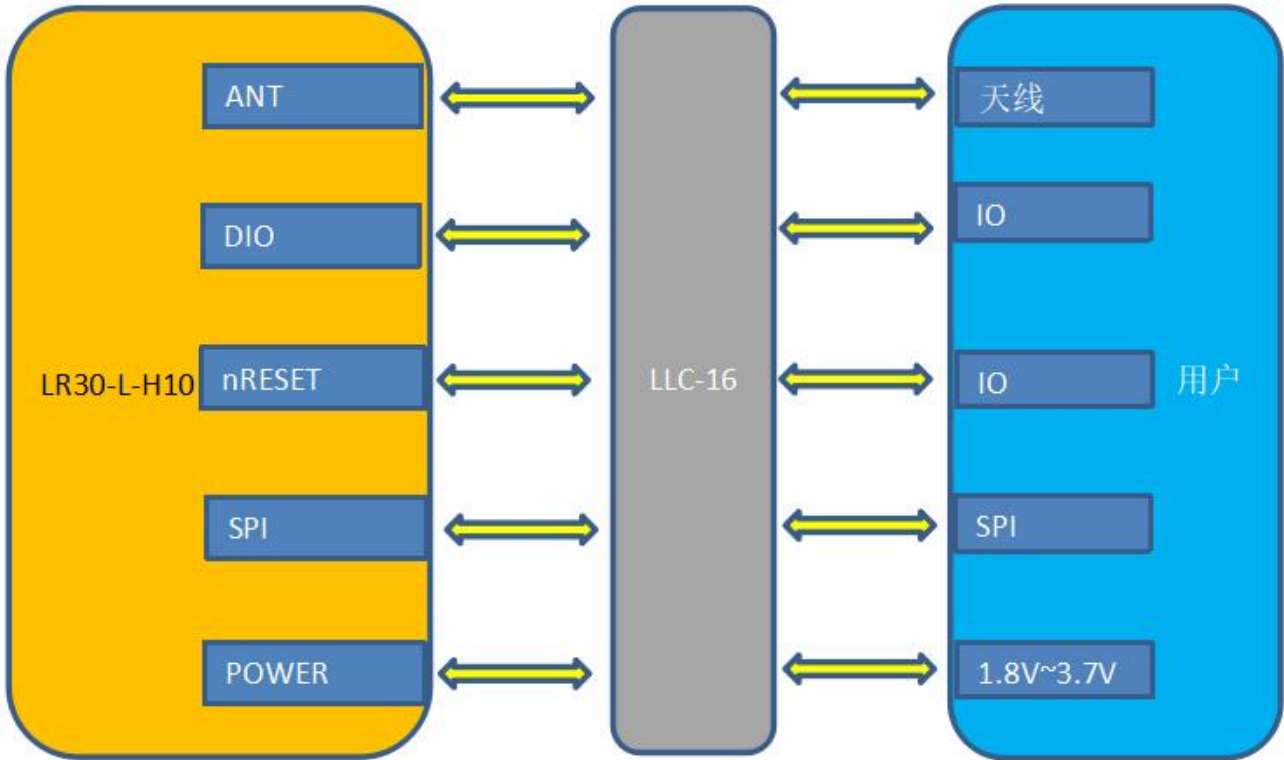 ANT
天线
DIO
IO
LR30-L-H10
nRESET
LLC-16
IO
用户
SPI
SPI
POWER
1.8V~3.7V